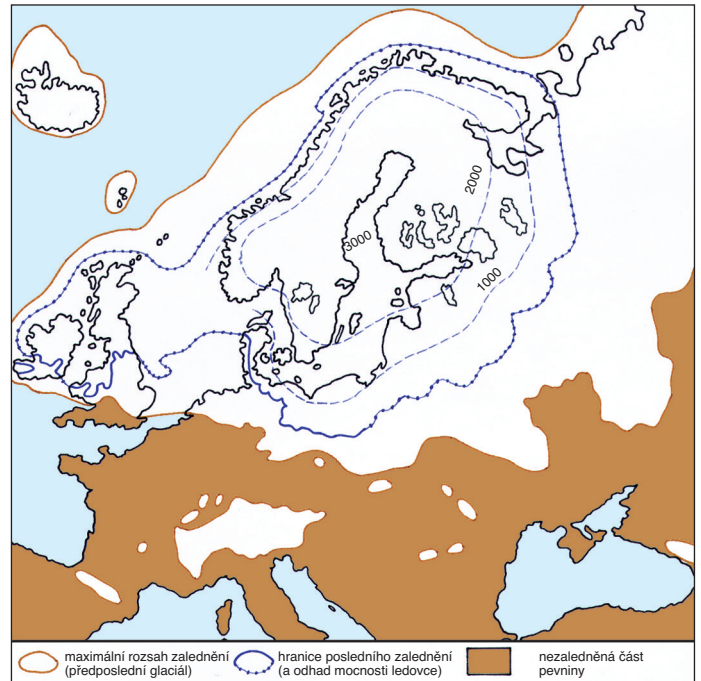 2000
3000
1000
maximální rozsah zalednění
(předposlední glaciál)
hranice posledního zalednění
(a odhad mocnosti ledovce)
nezaledněná část
pevniny